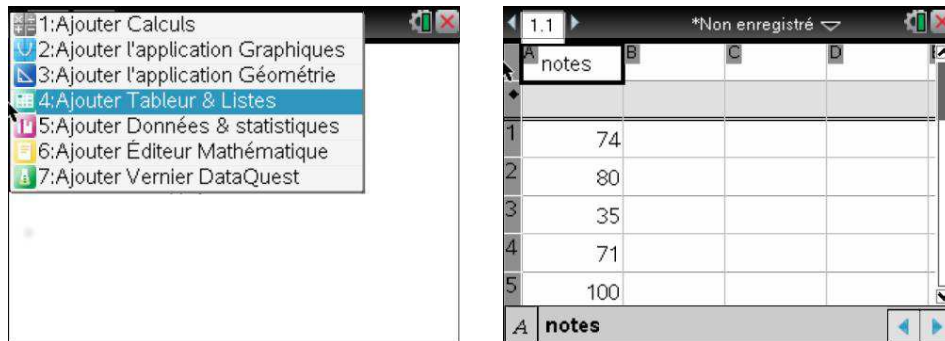 1:Ajouter Calculs
2:Ajouter l'application Graphiques
3:Ajouter l'application Géométrie
4:Ajouter Tableur & Listes
5:Ajouter Données & statistiques
6:Ajouter Éditeur Mathématique
7:Ajouter Vernier DataQuest
1.1 *Non enregistré
A notes B C D
1 74
2 80
3 35
4 71
5 100
A notes